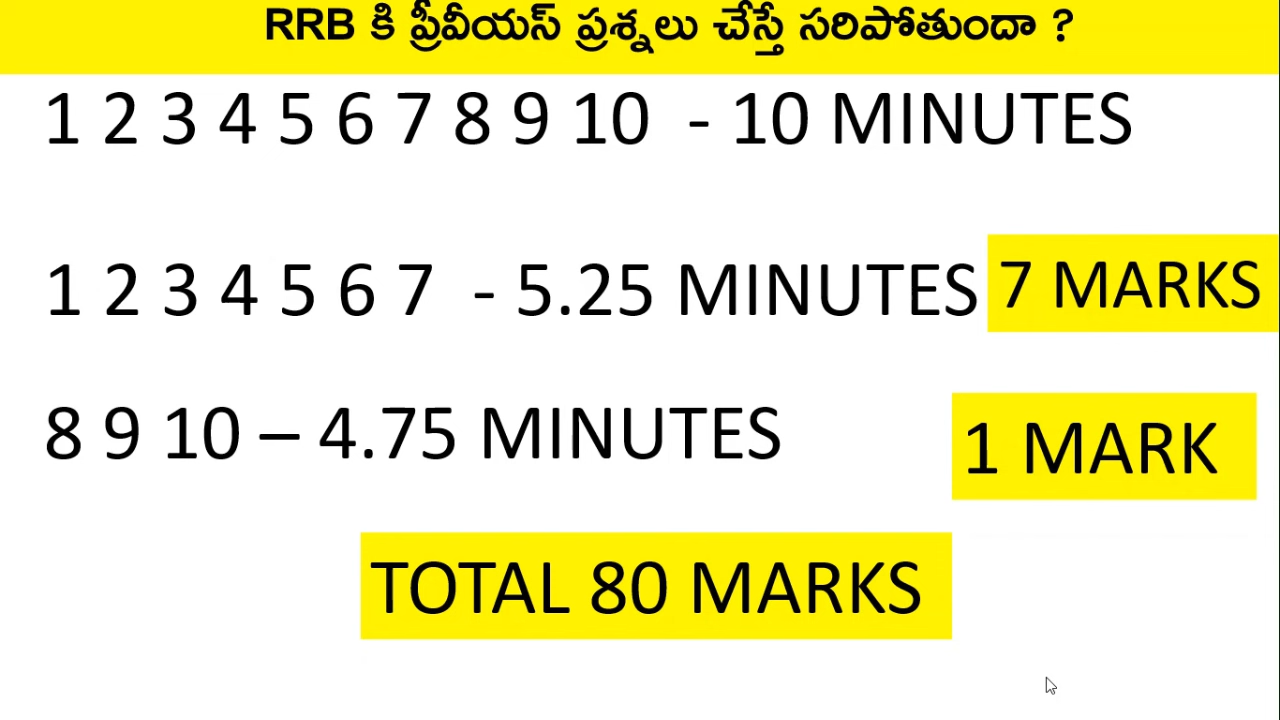 RRB కి ప్రీవీయస్ ప్రశ్నలు చేస్తే సరిపోతుందా ?
1 2 3 4 5 6 7 8 9 10 - 10 MINUTES
1 2 3 4 5 6 7 - 5.25 MINUTES 7 MARKS
8 9 10 – 4.75 MINUTES 1 MARK
TOTAL 80 MARKS